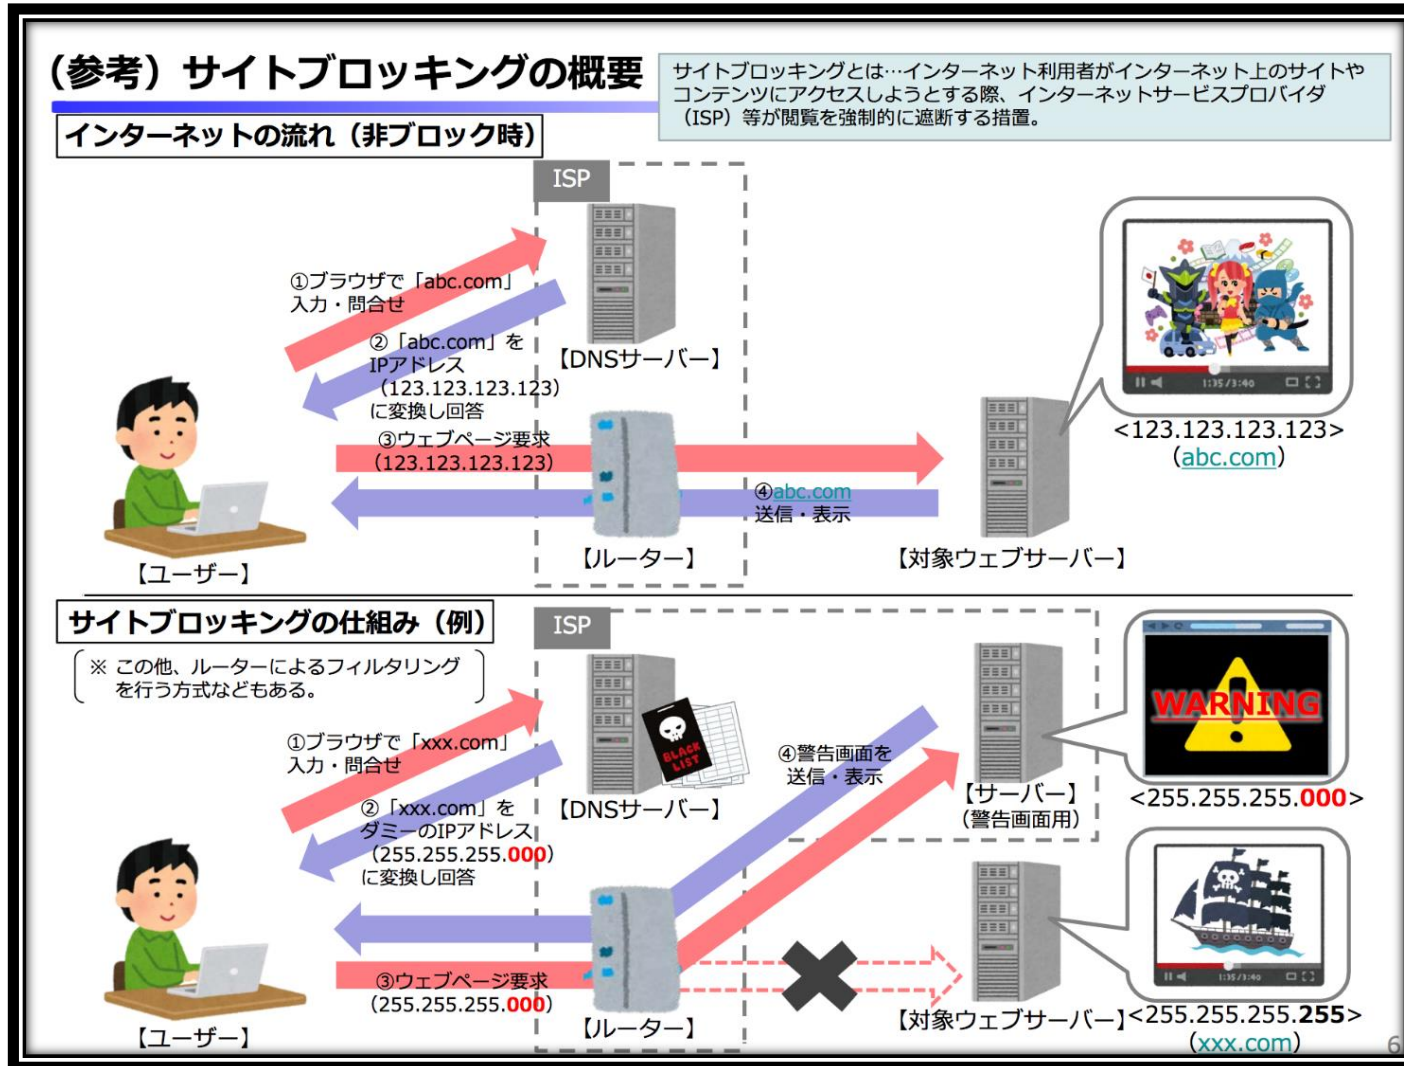 （参考）サイトブロッキングの概要
サイトブロッキングとは…インターネット利用者がインターネット上のサイトや
コンテンツにアクセスしようとする際、インターネットサービスプロバイダ
（ISP）等が閲覧を強制的に遮断する措置。
インターネットの流れ（非ブロック時）
ISP
①ブラウザで「abc.com」
入力・問合せ
②「abc.com」を
IPアドレス
（123.123.123.123）
に変換し回答
【DNSサーバー】
③ウェブページ要求
（123.123.123.123）
④abc.com
送信・表示
1:35/3:40
<123.123.123.123>
（abc.com）
【ユーザー】
【ルーター】
【対象ウェブサーバー】
サイトブロッキングの仕組み（例）
※ この他、ルーターによるフィルタリング
を行う方式などもある。
ISP
①ブラウザで「xxx.com」
入力・問合せ
②「xxx.com」を
ダミーのIPアドレス
（255.255.255.000）
に変換し回答
BLACK
LIST
【DNSサーバー】
④警告画面を
送信・表示
【サーバー】
（警告画面用）
WARNING
<255.255.255.000>
③ウェブページ要求
（255.255.255.000）
1:35/3:40
【ユーザー】
【ルーター】
【対象ウェブサーバー】
<255.255.255.255>
（xxx.com）
6